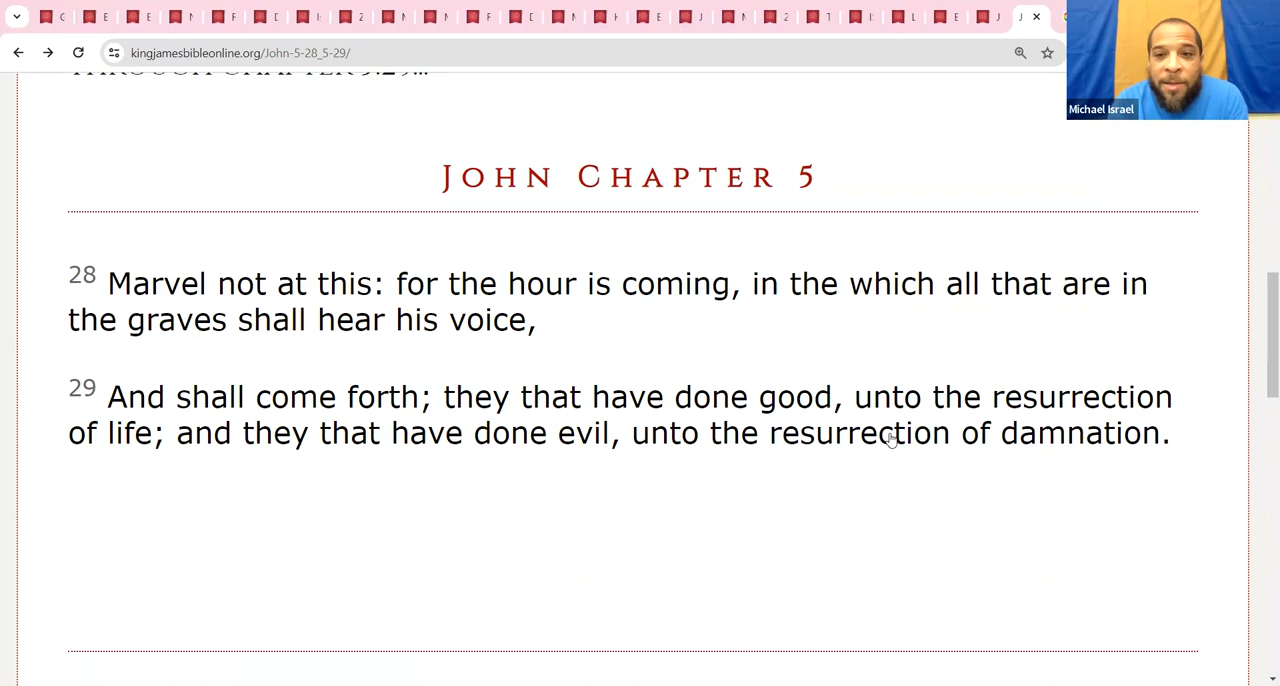 kingjamesbibleonline.org/John-5-28_5-29/
Michael Israel
JOHN CHAPTER 5
28 Marvel not at this: for the hour is coming, in the which all that are in
the graves shall hear his voice,
29 And shall come forth; they that have done good, unto the resurrection
of life; and they that have done evil, unto the resurrection of damnation.